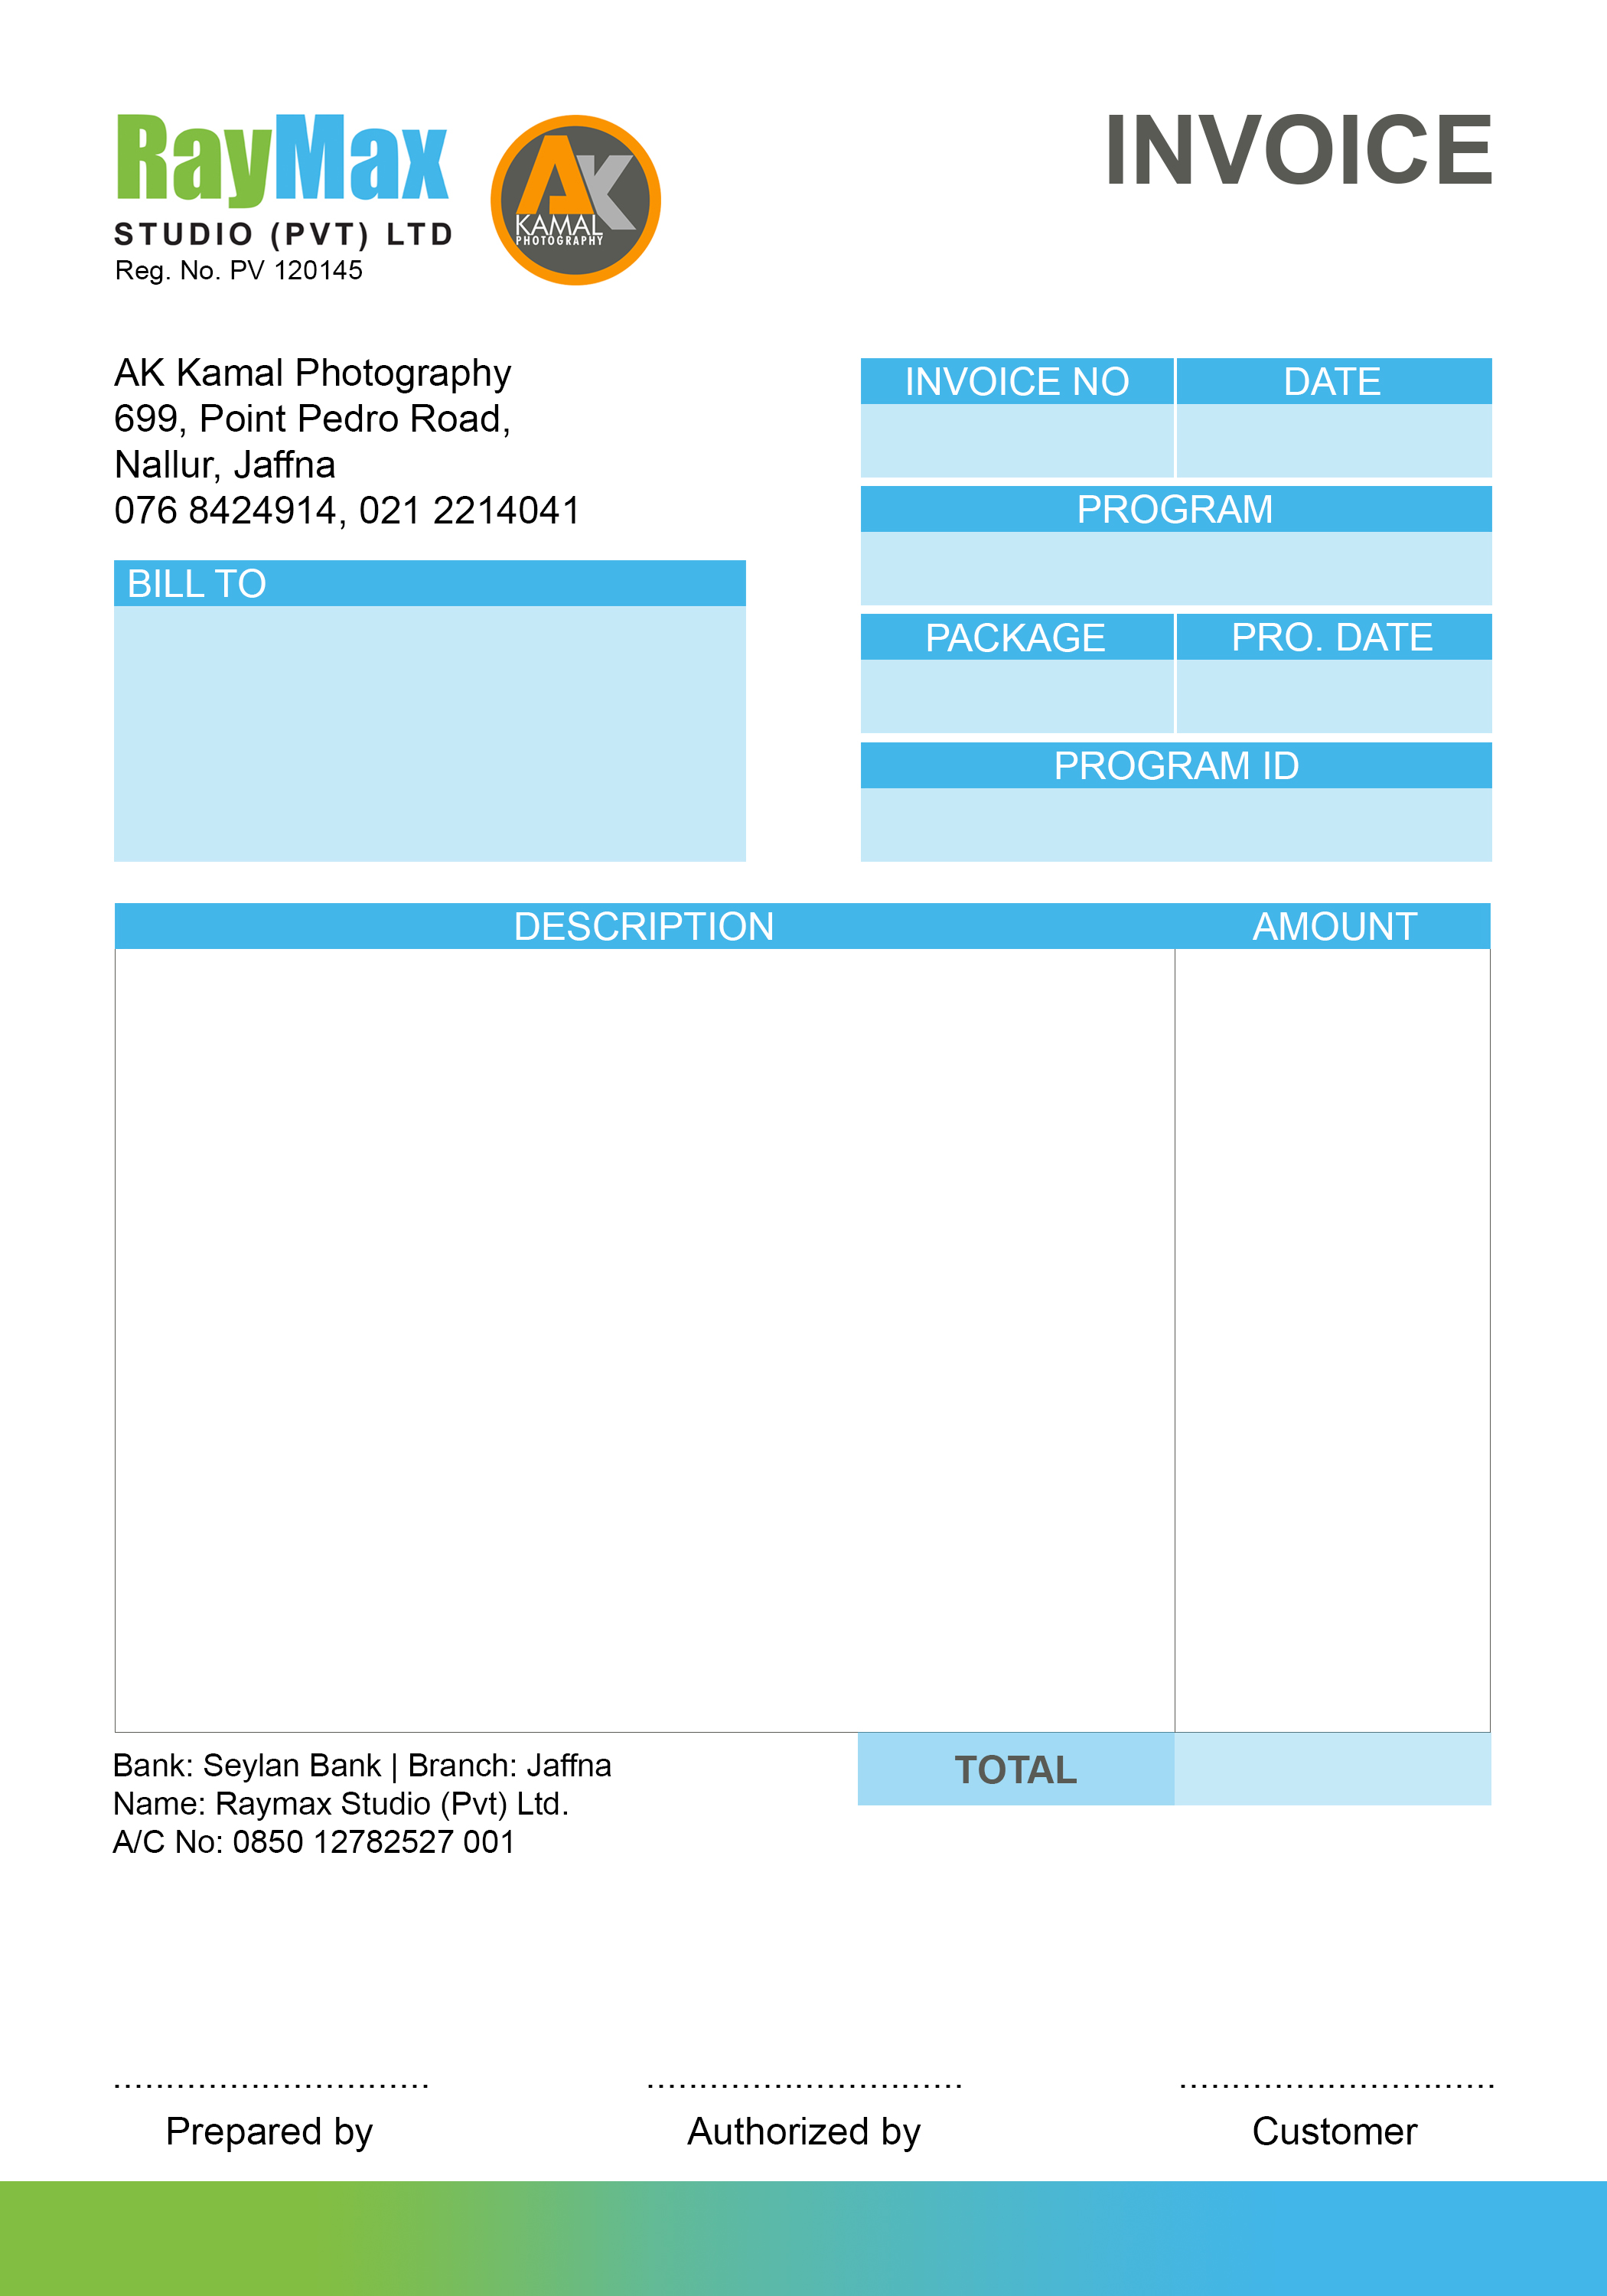 RayMax
STUDIO (PVT) LTD
Reg. No. PV 120145
AK
KAMAL
PHOTOGRAPHY
INVOICE
AK Kamal Photography
699, Point Pedro Road,
Nallur, Jaffna
076 8424914, 021 2214041
BILL TO
INVOICE NO DATE
PROGRAM
PACKAGE PRO. DATE
PROGRAM ID
DESCRIPTION AMOUNT
TOTAL
Bank: Seylan Bank | Branch: Jaffna
Name: Raymax Studio (Pvt) Ltd.
A/C No: 0850 12782527 001
Prepared by Authorized by Customer